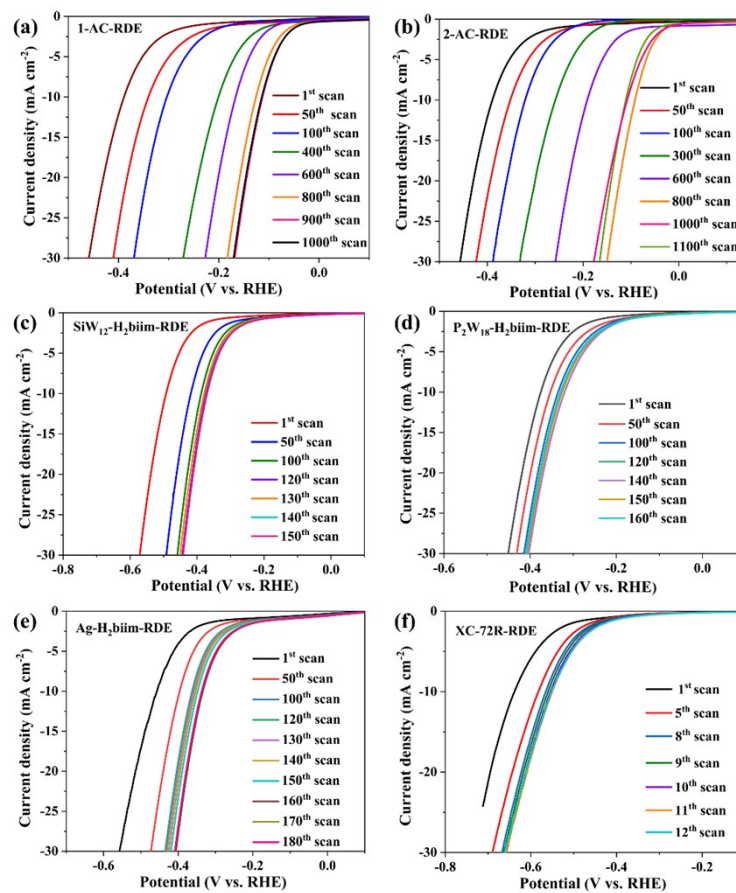 (a)
1-AC-RDE
Current density (mA cm⁻²)
0
-5
-10
-15
-20
-25
-30
1ˢᵗ scan
50ᵗʰ scan
100ᵗʰ scan
400ᵗʰ scan
600ᵗʰ scan
800ᵗʰ scan
900ᵗʰ scan
1000ᵗʰ scan
-0.4 -0.2 0.0
Potential (V vs. RHE)
(b)
2-AC-RDE
Current density (mA cm⁻²)
0
-5
-10
-15
-20
-25
-30
1ˢᵗ scan
50ᵗʰ scan
100ᵗʰ scan
300ᵗʰ scan
600ᵗʰ scan
800ᵗʰ scan
1000ᵗʰ scan
1100ᵗʰ scan
-0.4 -0.2 0.0
Potential (V vs. RHE)
(c)
SiW₁₂-H₂biim-RDE
Current density (mA cm⁻²)
0
-5
-10
-15
-20
-25
-30
1ˢᵗ scan
50ᵗʰ scan
100ᵗʰ scan
120ᵗʰ scan
130ᵗʰ scan
140ᵗʰ scan
150ᵗʰ scan
-0.8 -0.6 -0.4 -0.2 0.0
Potential (V vs. RHE)
(d)
P₂W₁₈-H₂biim-RDE
Current density (mA cm⁻²)
0
-5
-10
-15
-20
-25
-30
1ˢᵗ scan
50ᵗʰ scan
100ᵗʰ scan
120ᵗʰ scan
140ᵗʰ scan
150ᵗʰ scan
160ᵗʰ scan
-0.6 -0.4 -0.2 0.0
Potential (V vs. RHE)
(e)
Ag-H₂biim-RDE
Current density (mA cm⁻²)
0
-5
-10
-15
-20
-25
-30
1ˢᵗ scan
50ᵗʰ scan
100ᵗʰ scan
120ᵗʰ scan
130ᵗʰ scan
140ᵗʰ scan
150ᵗʰ scan
160ᵗʰ scan
170ᵗʰ scan
180ᵗʰ scan
-0.6 -0.4 -0.2 0.0
Potential (V vs. RHE)
(f)
XC-72R-RDE
Current density (mA cm⁻²)
0
-10
-20
-30
1ˢᵗ scan
5ᵗʰ scan
8ᵗʰ scan
9ᵗʰ scan
10ᵗʰ scan
11ᵗʰ scan
12ᵗʰ scan
-0.8 -0.6 -0.4 -0.2
Potential (V vs. RHE)